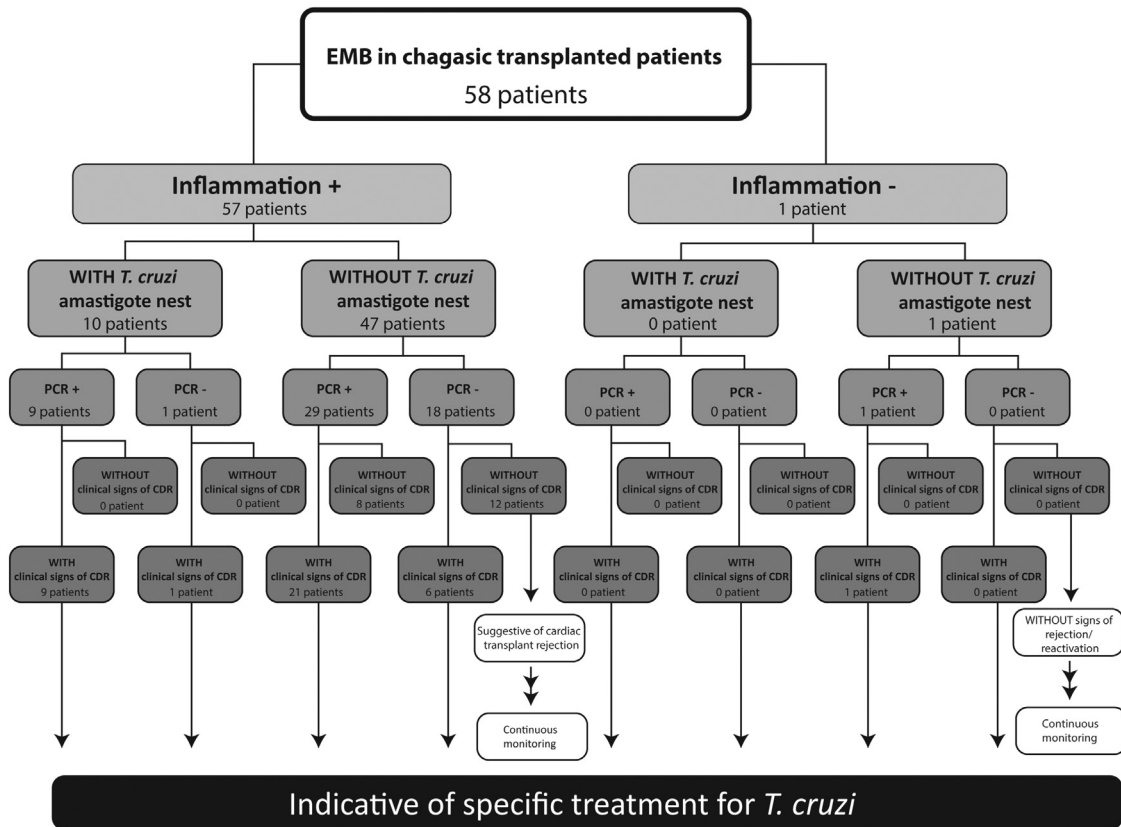 EMB in chagasic transplanted patients
58 patients
Inflammation +
57 patients
Inflammation -
1 patient
WITH T. cruzi
amastigote nest
10 patients
WITHOUT T. cruzi
amastigote nest
47 patients
WITH T. cruzi
amastigote nest
0 patient
WITHOUT T. cruzi
amastigote nest
1 patient
PCR +
9 patients
PCR -
1 patient
PCR +
29 patients
PCR -
18 patients
PCR +
0 patient
PCR -
0 patient
PCR +
1 patient
PCR -
0 patient
WITHOUT
clinical signs of CDR
0 patient
WITHOUT
clinical signs of CDR
0 patient
WITHOUT
clinical signs of CDR
8 patients
WITHOUT
clinical signs of CDR
12 patients
WITHOUT
clinical signs of CDR
0 patient
WITHOUT
clinical signs of CDR
0 patient
WITHOUT
clinical signs of CDR
0 patient
WITHOUT
clinical signs of CDR
0 patient
WITH
clinical signs of CDR
9 patients
WITH
clinical signs of CDR
1 patient
WITH
clinical signs of CDR
21 patients
WITH
clinical signs of CDR
6 patients
WITH
clinical signs of CDR
0 patient
WITH
clinical signs of CDR
0 patient
WITH
clinical signs of CDR
1 patient
WITH
clinical signs of CDR
0 patient
Suggestive of cardiac
transplant rejection
WITHOUT signs of
rejection/
reactivation
Continuous
monitoring
Continuous
monitoring
Indicative of specific treatment for T. cruzi